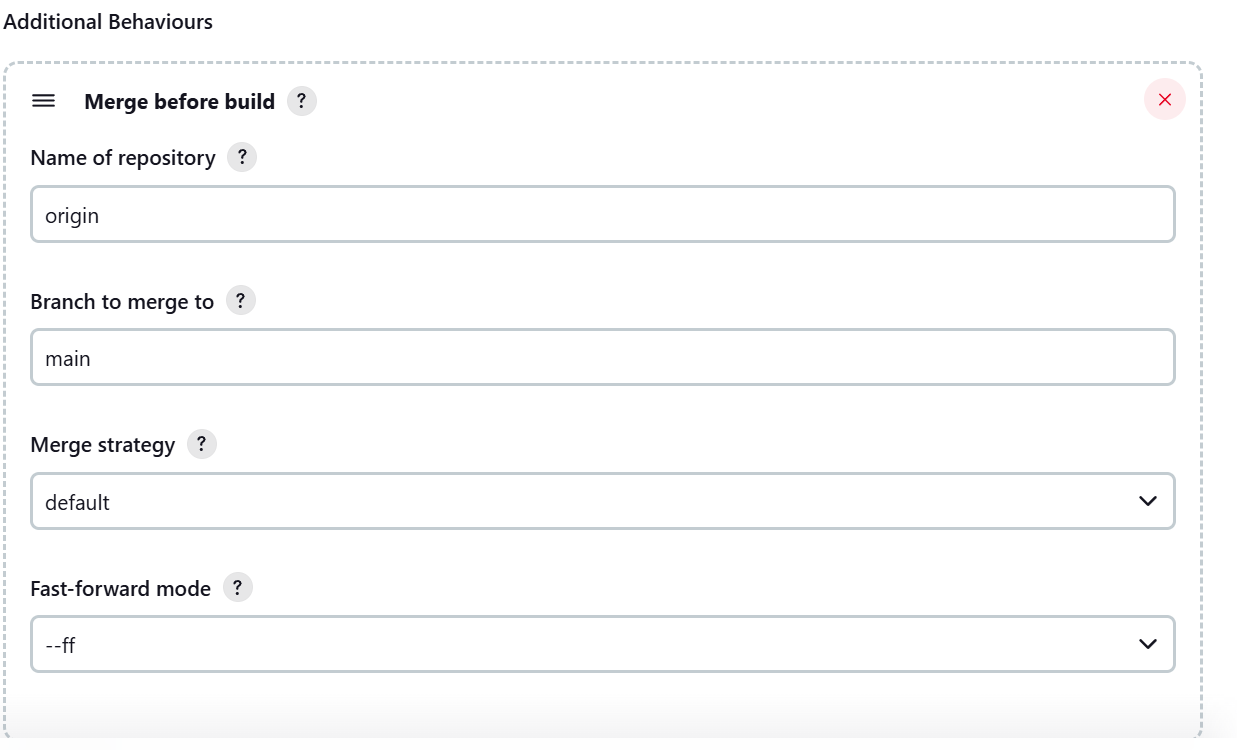 Additional Behaviours
Merge before build ?
Name of repository ?
origin
Branch to merge to ?
main
Merge strategy ?
default
Fast-forward mode ?
--ff